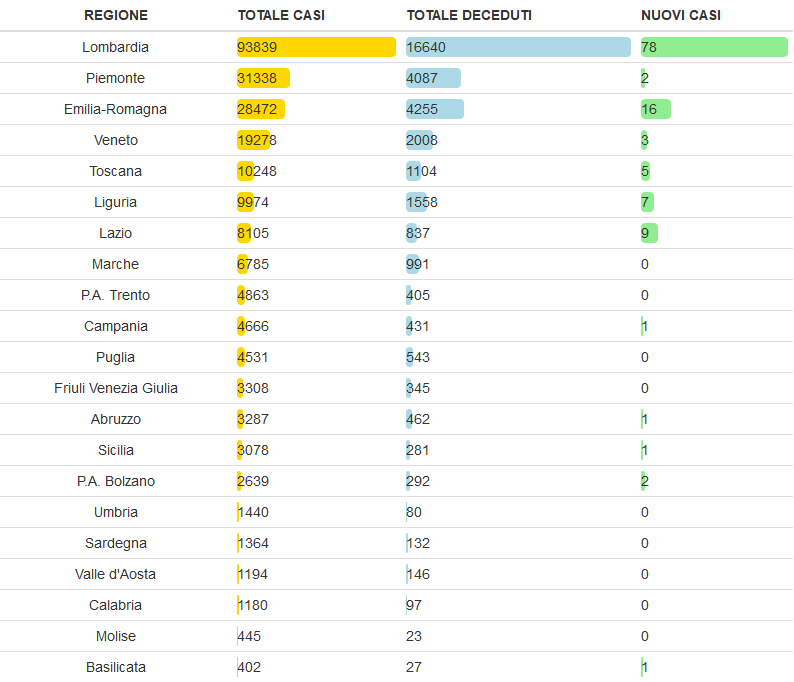 REGIONE TOTALE CASI TOTALE DECEDUTI NUOVI CASI
Lombardia 93839 16640 78
Piemonte 31338 4087 2
Emilia-Romagna 28472 4255 16
Veneto 19278 2008 3
Toscana 10248 1104 5
Liguria 9974 1558 7
Lazio 8105 837 9
Marche 6785 991 0
P.A. Trento 4863 405 0
Campania 4666 431 1
Puglia 4531 543 0
Friuli Venezia Giulia 3308 345 0
Abruzzo 3287 462 1
Sicilia 3078 281 1
P.A. Bolzano 2639 292 2
Umbria 1440 80 0
Sardegna 1364 132 0
Valle d'Aosta 1194 146 0
Calabria 1180 97 0
Molise 445 23 0
Basilicata 402 27 1